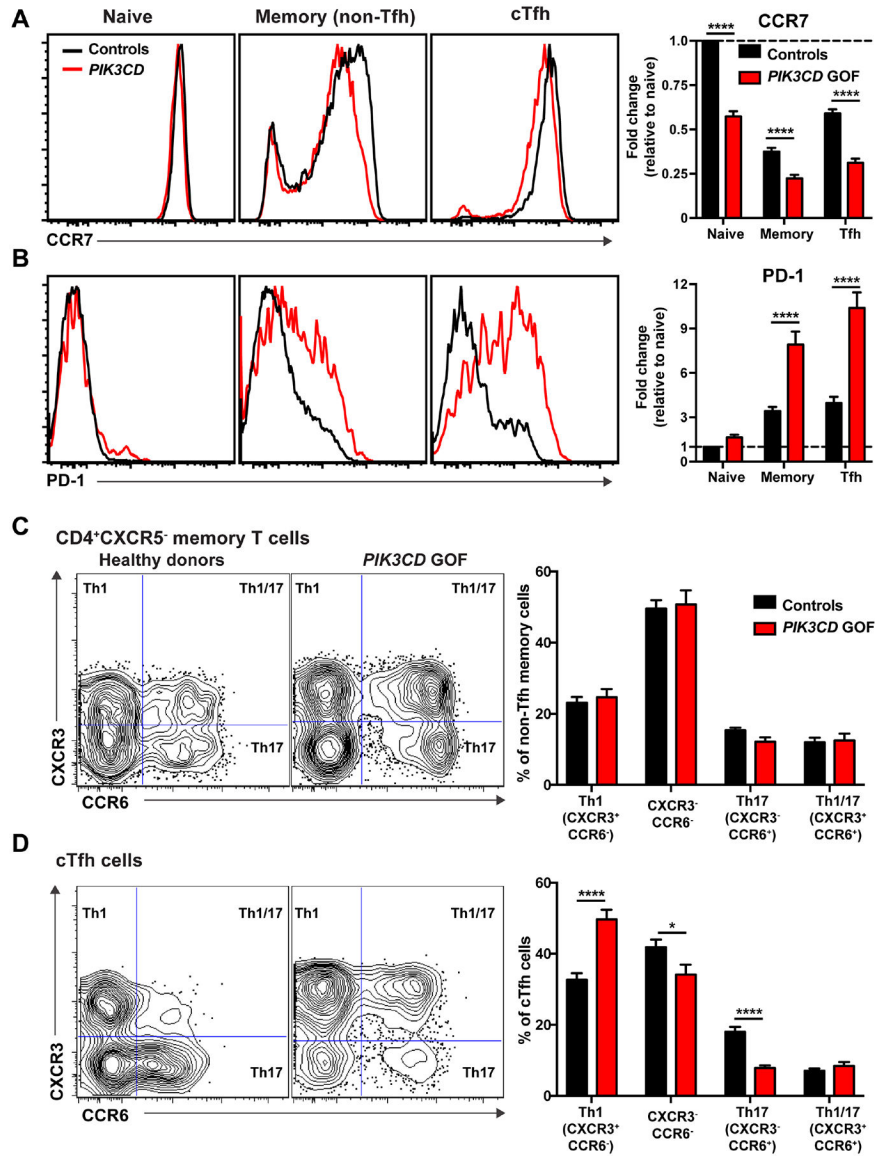 A
Naive
Memory (non-Tfh)
cTfh
Controls
PIK3CD
CCR7
CCR7
****
****
****
Controls
PIK3CD GOF
Fold change
(relative to naive)
1.0
0.75
0.5
0.25
0
Naive
Memory
Tfh
B
PD-1
PD-1
****
****
Fold change
(relative to naive)
12
9
6
3
1
0
Naive
Memory
Tfh
C
CD4⁺CXCR5⁻ memory T cells
Healthy donors
PIK3CD GOF
Th1
Th1/17
Th17
Th1
Th1/17
Th17
CXCR3
CCR6
Controls
PIK3CD GOF
% of non-Tfh memory cells
60
40
20
0
Th1
(CXCR3⁺
CCR6⁻)
CXCR3⁻
CCR6⁻
Th17
(CXCR3⁻
CCR6⁺)
Th1/17
(CXCR3⁺
CCR6⁺)
D
cTfh cells
Th1
Th1/17
Th17
Th1
Th1/17
Th17
CXCR3
CCR6
****
*
****
% of cTfh cells
60
40
20
0
Th1
(CXCR3⁺
CCR6⁻)
CXCR3⁻
CCR6⁻
Th17
(CXCR3⁻
CCR6⁺)
Th1/17
(CXCR3⁺
CCR6⁺)